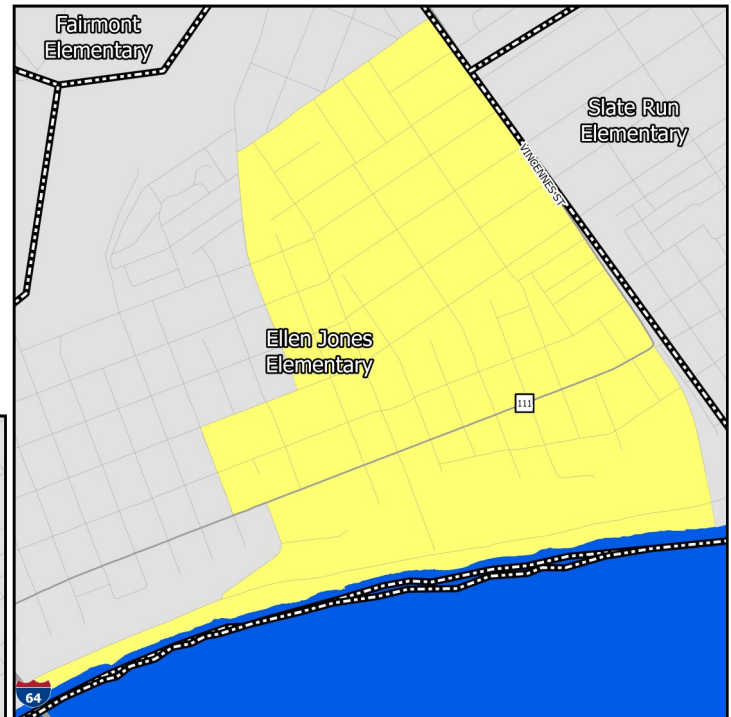 Fairmont
Elementary
Slate Run
Elementary
VINCENNES ST
Ellen Jones
Elementary
111
64